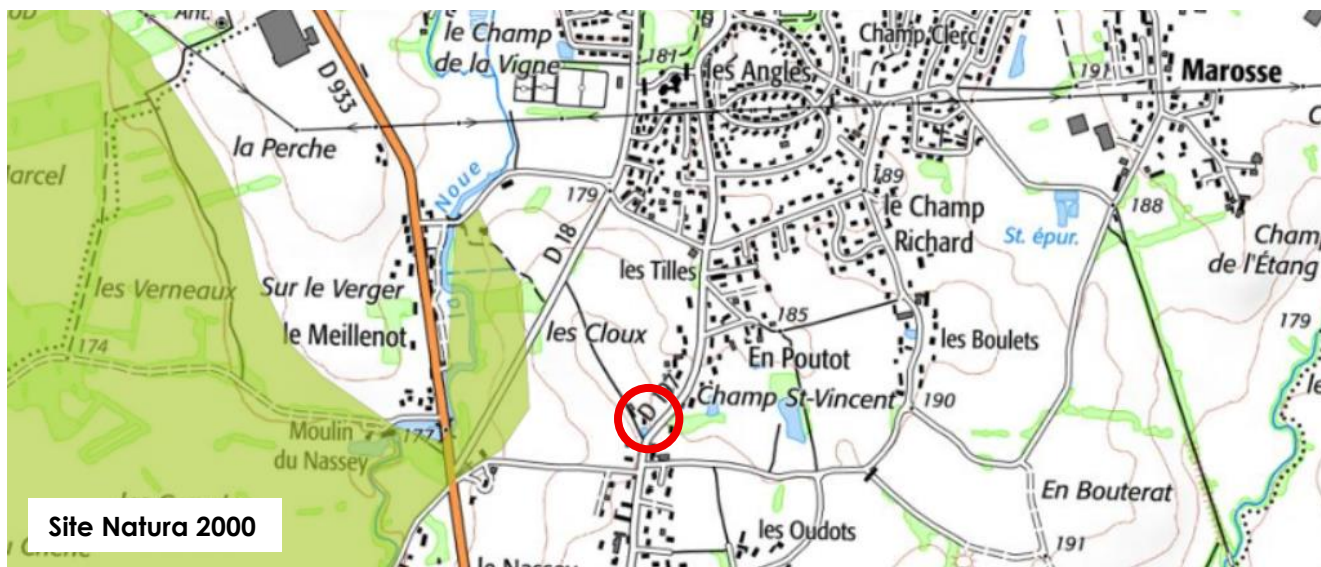 Ant.
le Champ
de la Vigne
181
les Angles
Champ Clerc
191
Marosse
D 933
la Perche
Noue
179
D 18
189
le Champ
Richard
St. épur.
188
Champ
de l'Étang
les Tilles
les Verneaux
Sur le Verger
le Meillenot
les Cloux
185
En Poutot
les Boulets
179
174
Champ St-Vincent
190
Moulin
du Nassey
177
En Bouterat
les Oudots
191
le Nassey
Site Natura 2000